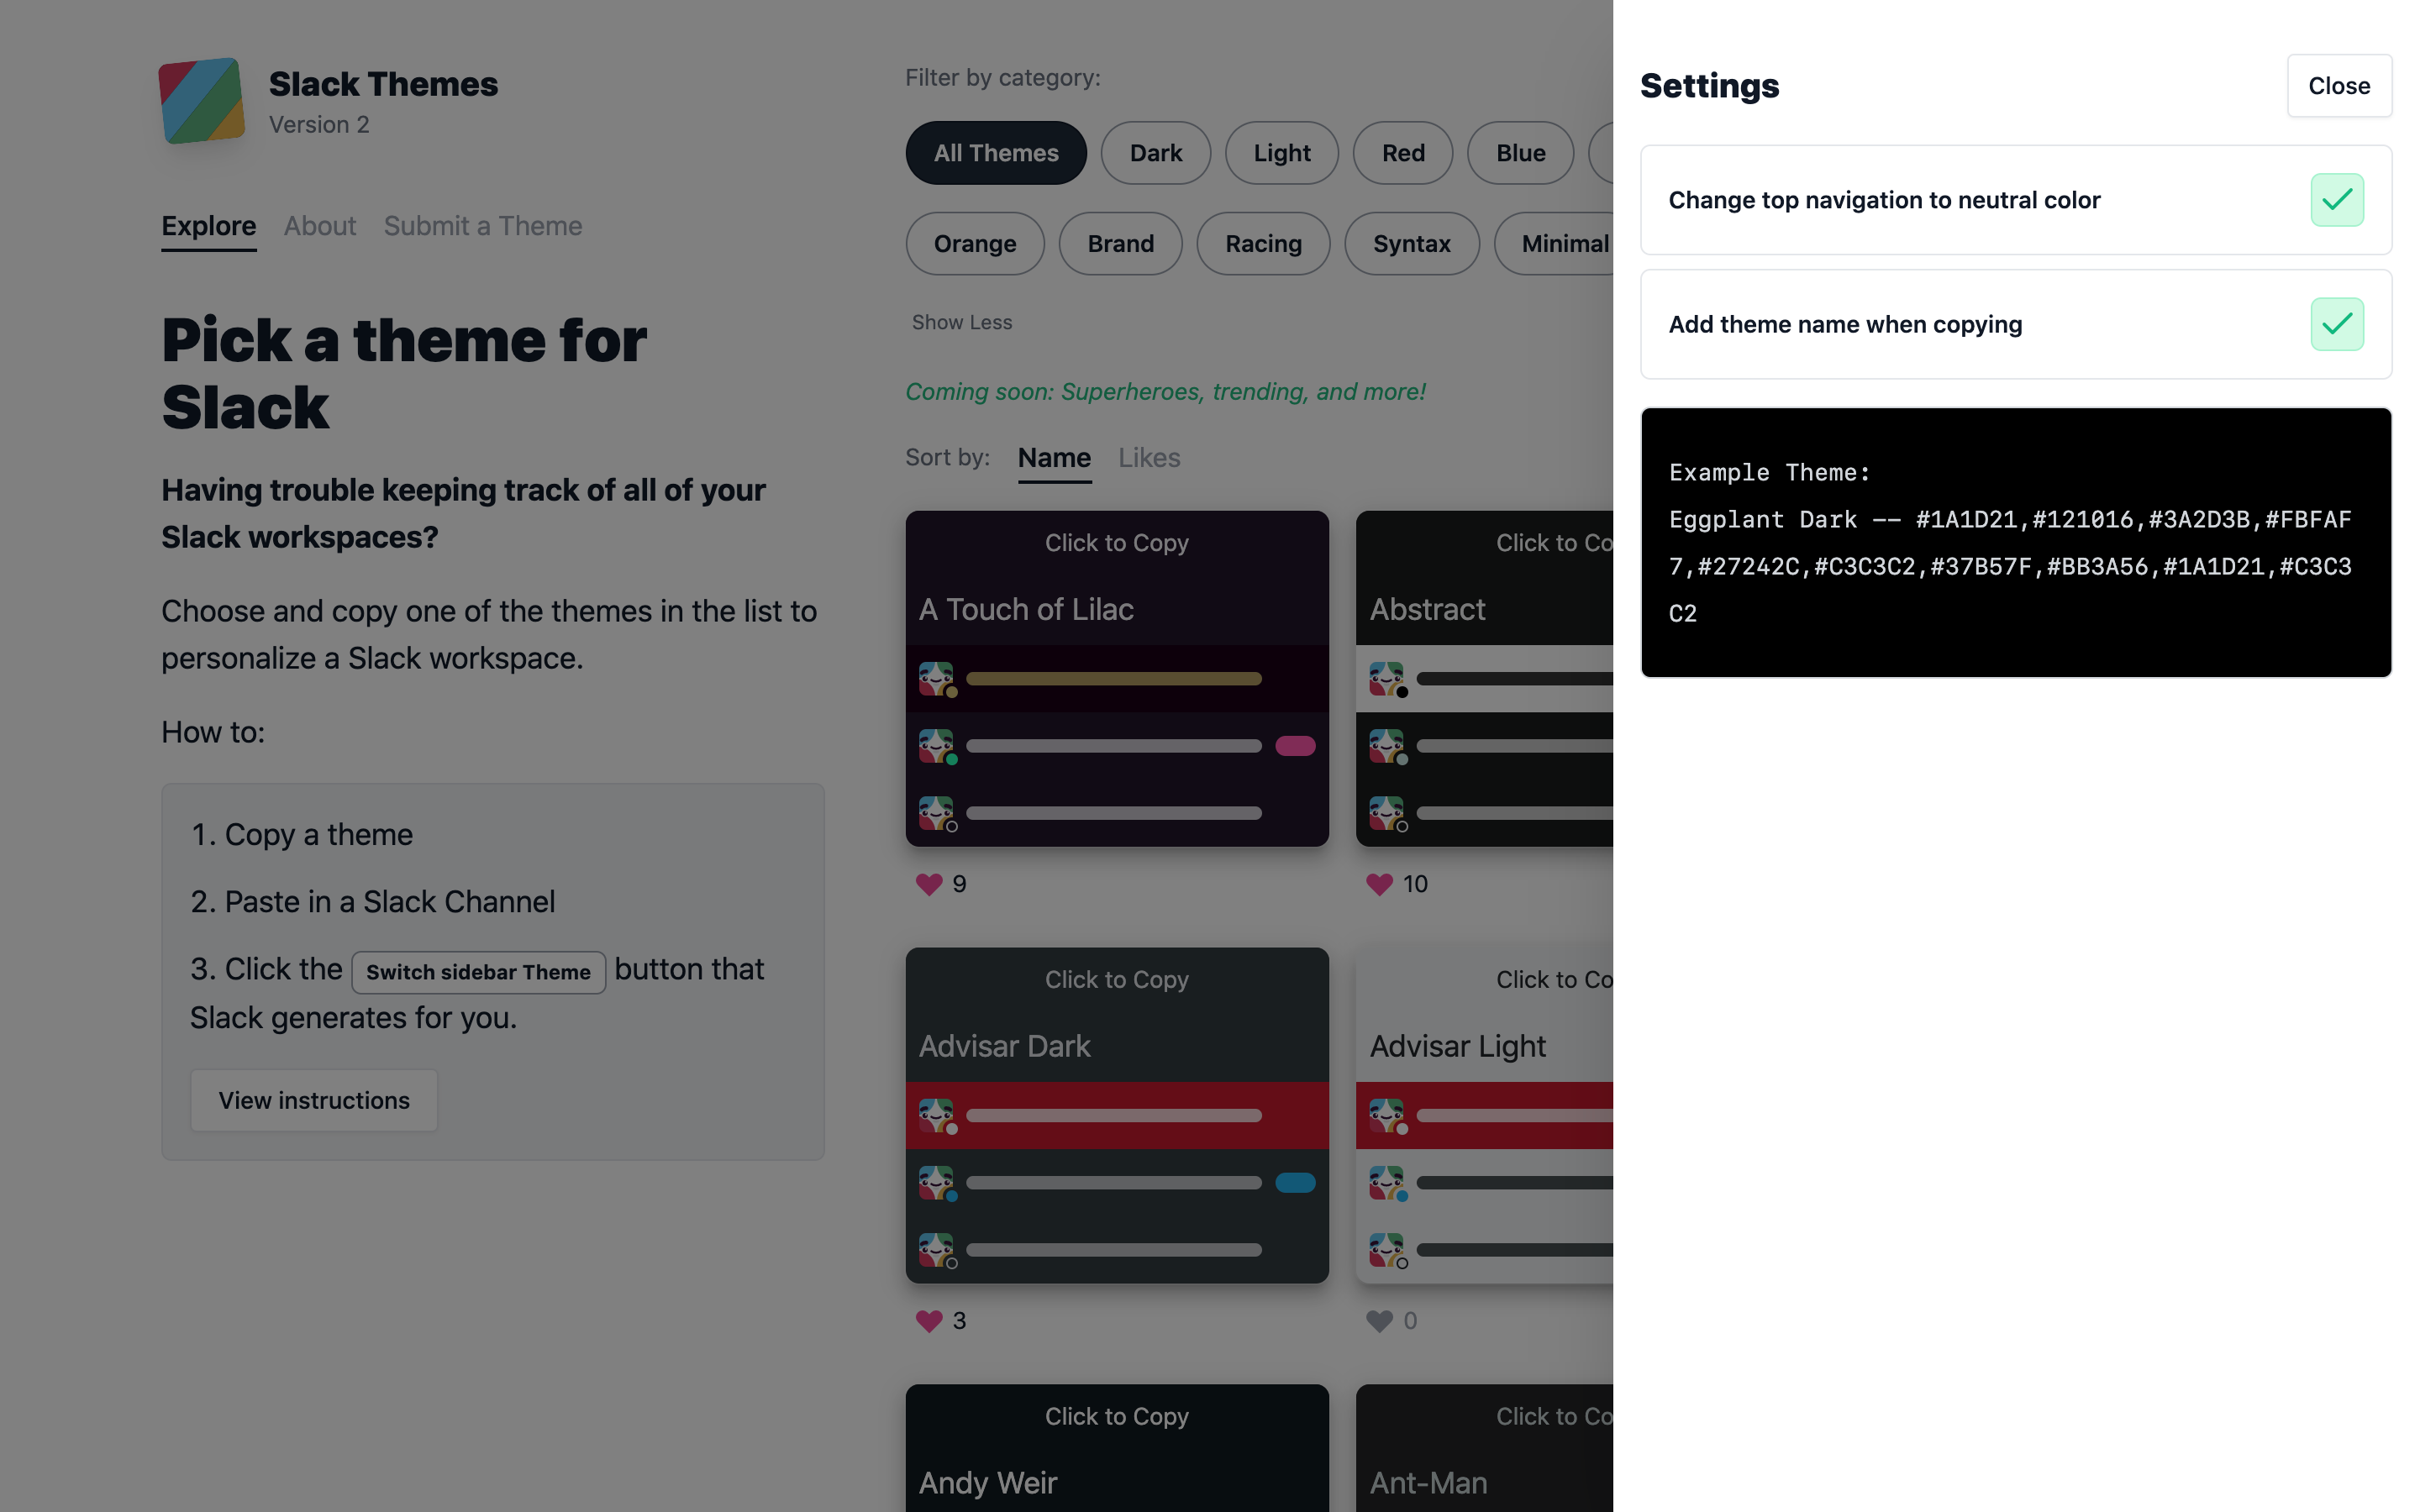 Slack Themes
Version 2
Explore About Submit a Theme
Pick a theme for
Slack
Having trouble keeping track of all of your
Slack workspaces?
Choose and copy one of the themes in the list to
personalize a Slack workspace.
How to:
1. Copy a theme
2. Paste in a Slack Channel
3. Click the Switch sidebar Theme button that
Slack generates for you.
View instructions
Filter by category:
All Themes Dark Light Red Blue
Orange Brand Racing Syntax Minimal
Show Less
Coming soon: Superheroes, trending, and more!
Sort by: Name Likes
Click to Copy
A Touch of Lilac
9
Click to Co
Abstract
10
Click to Copy
Advisar Dark
3
Click to Co
Advisar Light
0
Click to Copy
Andy Weir
Click to Co
Ant-Man
Settings
Close
Change top navigation to neutral color
Add theme name when copying
Example Theme:
Eggplant Dark –– #1A1D21,#121016,#3A2D3B,#FBFAF
7,#27242C,#C3C3C2,#37B57F,#BB3A56,#1A1D21,#C3C3
C2